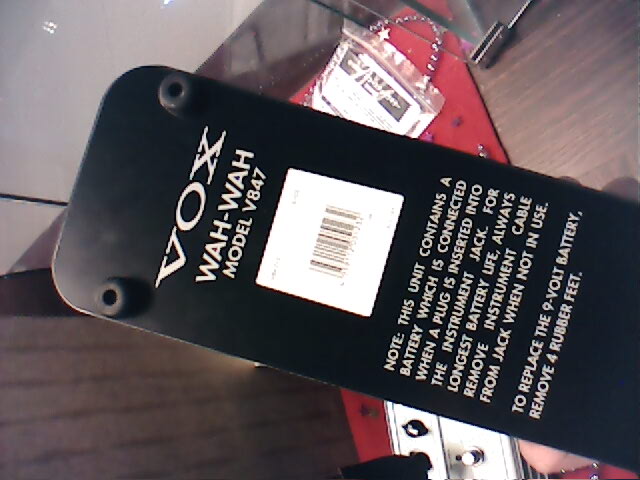 VOX
WAH-WAH
MODEL V847
NOTE: THIS UNIT CONTAINS A
BATTERY WHICH IS CONNECTED
WHEN A PLUG IS INSERTED INTO
THE INSTRUMENT JACK. FOR
LONGEST BATTERY LIFE, ALWAYS
REMOVE INSTRUMENT CABLE
FROM JACK WHEN NOT IN USE.
TO REPLACE THE 9-VOLT BATTERY,
REMOVE 4 RUBBER FEET.